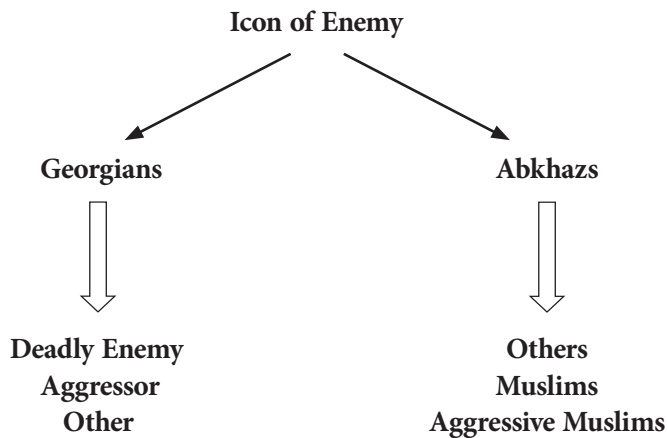 Icon of Enemy
Georgians
Abkhazs
Deadly Enemy
Aggressor
Other
Others
Muslims
Aggressive Muslims